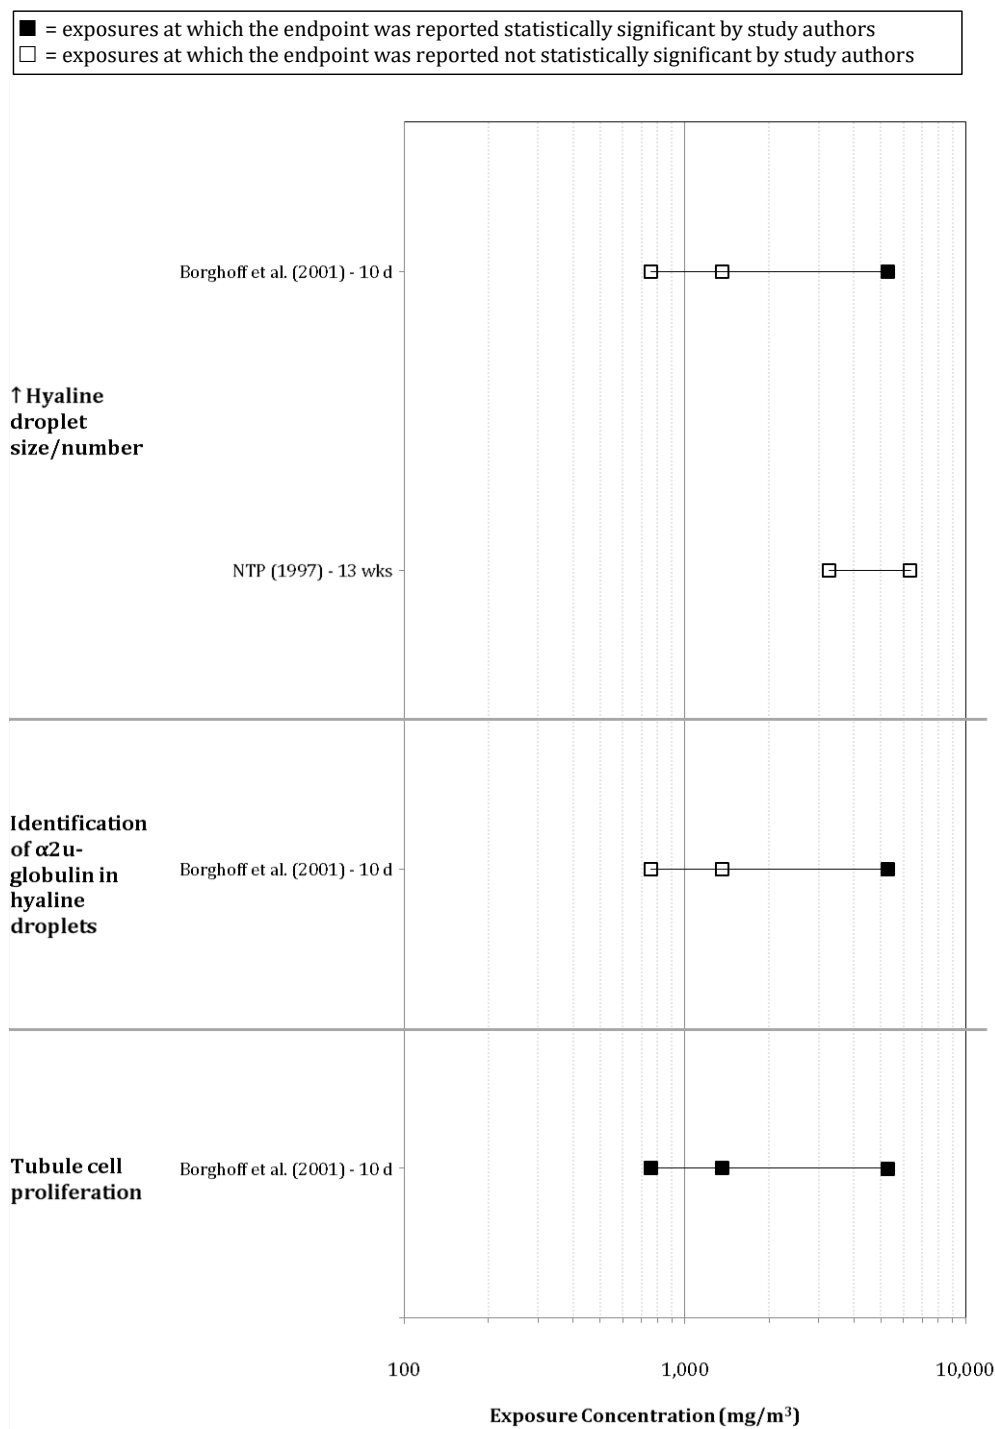 ■ = exposures at which the endpoint was reported statistically significant by study authors
□ = exposures at which the endpoint was reported not statistically significant by study authors
Borghoff et al. (2001) - 10 d
↑ Hyaline
droplet
size/number
NTP (1997) - 13 wks
Identification
of α2u-
globulin in
hyaline
droplets
Borghoff et al. (2001) - 10 d
Tubule cell
proliferation
Borghoff et al. (2001) - 10 d
100 1,000 10,000
Exposure Concentration (mg/m³)